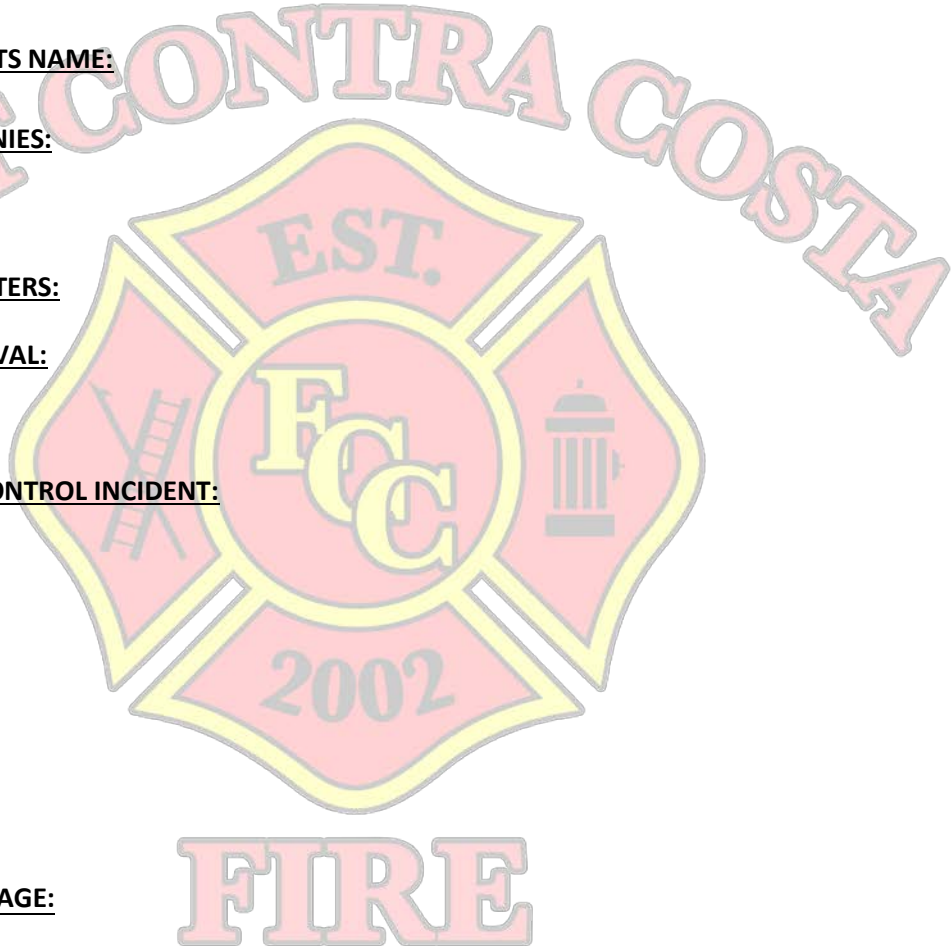 TS NAME:
CONTRA COSTA
NIES:
EST.
TERS:
VAL:
FCC
ONTROL INCIDENT:
2002
FIRE
AGE: